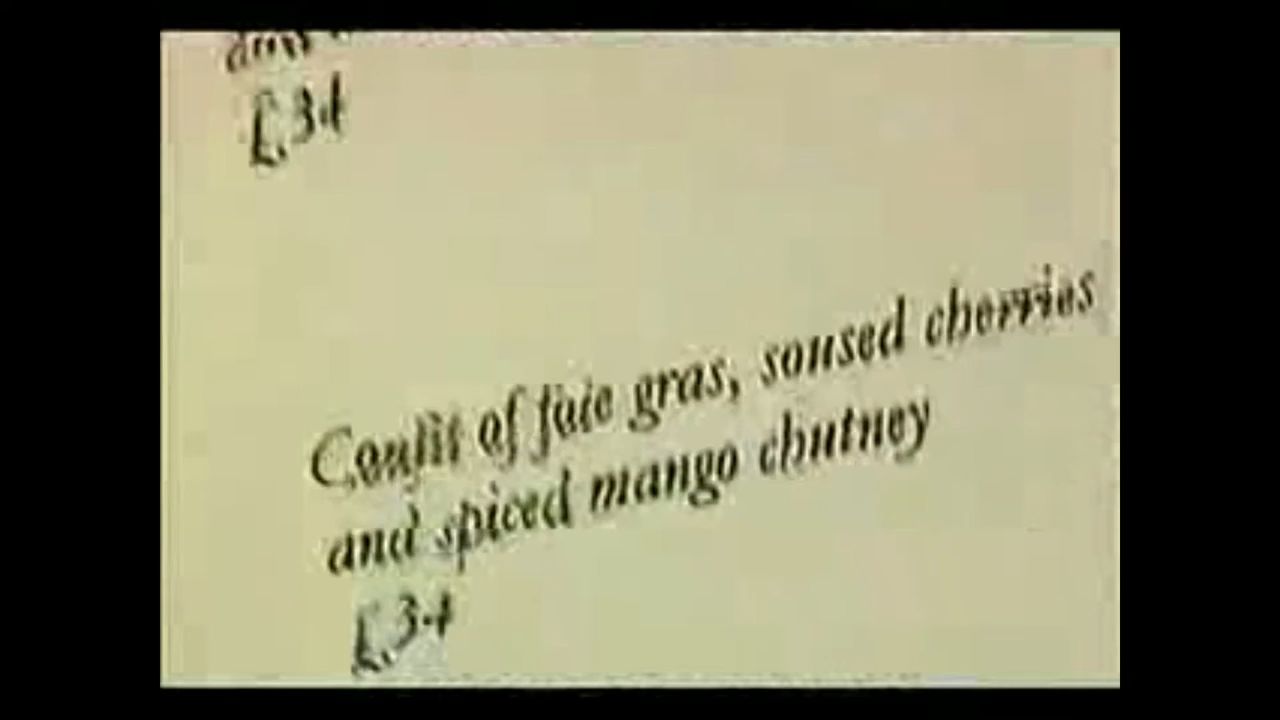 £34
Confit of foie gras, soused cherries
and spiced mango chutney
£34